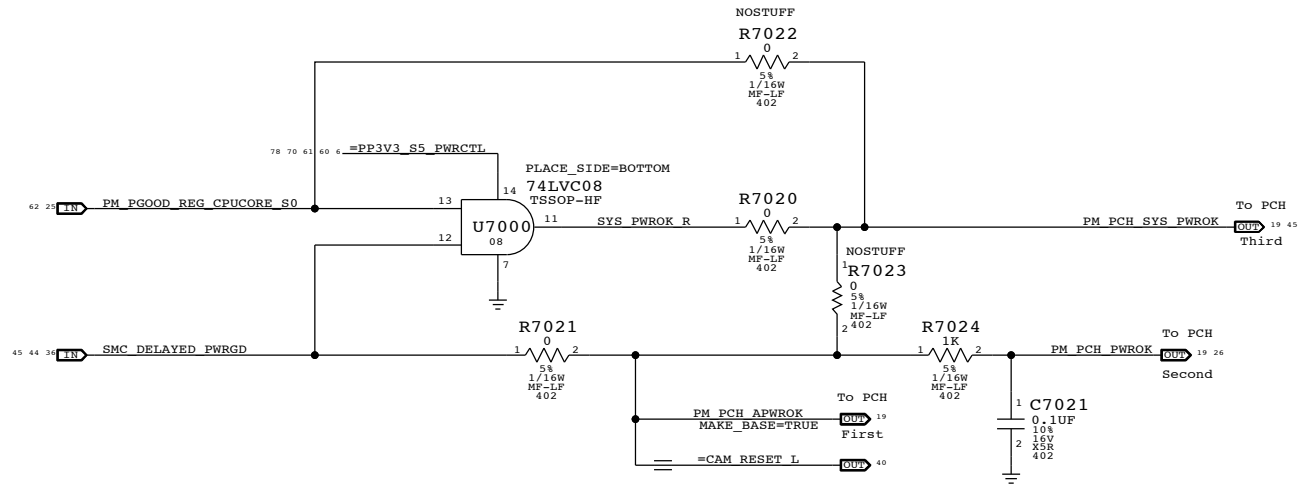 NOSTUFF
R7022
0
1 2
5%
1/16W
MF-LF
402
78 70 61 60 6 =PP3V3_S5_PWRCTL
PLACE_SIDE=BOTTOM
14 74LVC08
TSSOP-HF
62 25 IN PM_PGOOD_REG_CPUCORE_S0 13
U7000
08
12
7
11 SYS_PWROK_R
R7020
0
1 2
5%
1/16W
MF-LF
402
To PCH
PM_PCH_SYS_PWROK OUT 19 45
Third
NOSTUFF
1 R7023
0
5%
1/16W
MF-LF
2 402
45 44 36 IN SMC_DELAYED_PWRGD
R7021
0
1 2
5%
1/16W
MF-LF
402
R7024
1K
1 2
5%
1/16W
MF-LF
402
To PCH
PM_PCH_PWROK OUT 19 26
Second
To PCH
PM_PCH_APWROK OUT 19
MAKE_BASE=TRUE First
=CAM_RESET_L OUT 40
1 C7021
0.1UF
10%
2 16V
X5R
402